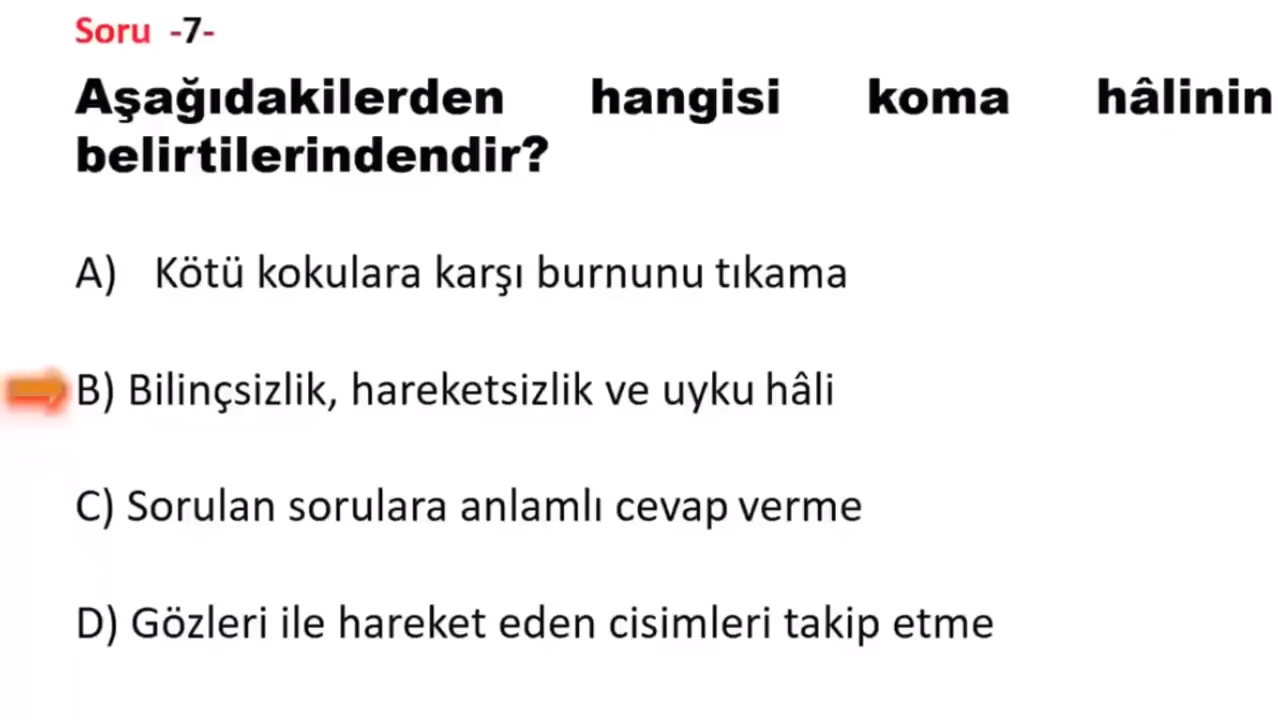 Soru -7-
Aşağıdakilerden hangisi koma hâlinin
belirtilerindendir?
A) Kötü kokulara karşı burnunu tıkama
B) Bilinçsizlik, hareketsizlik ve uyku hâli
C) Sorulan sorulara anlamlı cevap verme
D) Gözleri ile hareket eden cisimleri takip etme